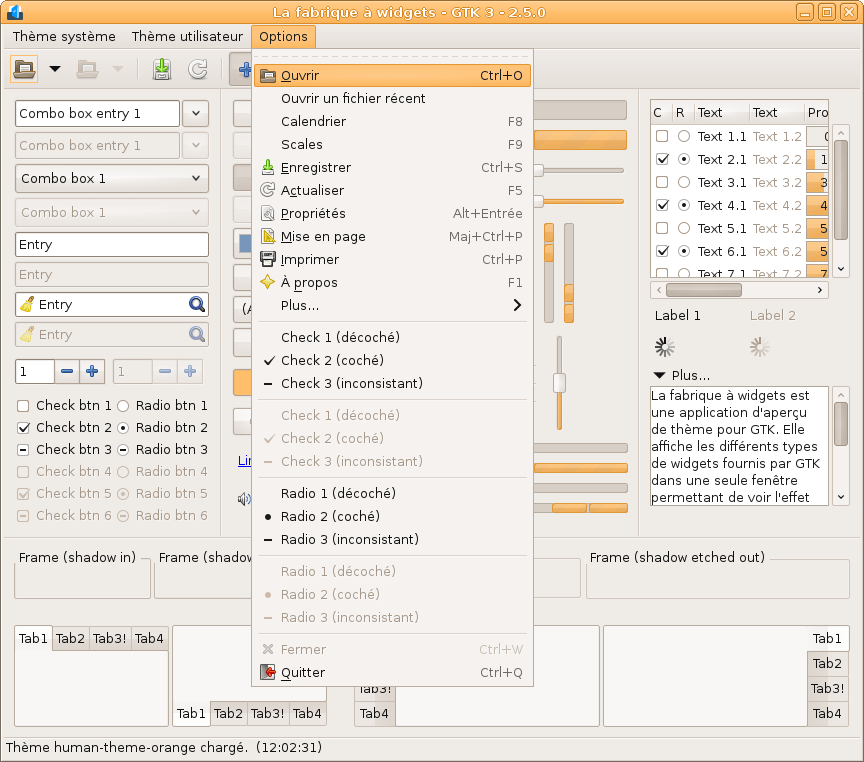 La fabrique à widgets - GTK 3 - 2.5.0
Thème système Thème utilisateur Options
Combo box entry 1
Combo box entry 1
Combo box 1
Combo box 1
Entry
Entry
Entry
Entry
1 1
Check btn 1 Radio btn 1
Check btn 2 Radio btn 2
Check btn 3 Radio btn 3
Check btn 4 Radio btn 4
Check btn 5 Radio btn 5
Check btn 6 Radio btn 6
Ouvrir Ctrl+O
Ouvrir un fichier récent
Calendrier F8
Scales F9
Enregistrer Ctrl+S
Actualiser F5
Propriétés Alt+Entrée
Mise en page Maj+Ctrl+P
Imprimer Ctrl+P
À propos F1
Plus...
Check 1 (décoché)
Check 2 (coché)
Check 3 (inconsistant)
Check 1 (décoché)
Check 2 (coché)
Check 3 (inconsistant)
Radio 1 (décoché)
Radio 2 (coché)
Radio 3 (inconsistant)
Radio 1 (décoché)
Radio 2 (coché)
Radio 3 (inconsistant)
Fermer Ctrl+W
Quitter Ctrl+Q
C R Text Text Pro
Text 1.1 Text 1.2 0
Text 2.1 Text 2.2 1
Text 3.1 Text 3.2 3
Text 4.1 Text 4.2 4
Text 5.1 Text 5.2 5
Text 6.1 Text 6.2 5
Text 7.1 Text 7.2 7
Label 1 Label 2
Plus...
La fabrique à widgets est
une application d'aperçu
de thème pour GTK. Elle
affiche les différents types
de widgets fournis par GTK
dans une seule fenêtre
permettant de voir l'effet
Frame (shadow in) Frame (shadow Frame (shadow etched out)
Tab1 Tab2 Tab3! Tab4
Tab1 Tab2 Tab3! Tab4
Tab3!
Tab4
Tab1
Tab2
Tab3!
Tab4
Thème human-theme-orange chargé. (12:02:31)